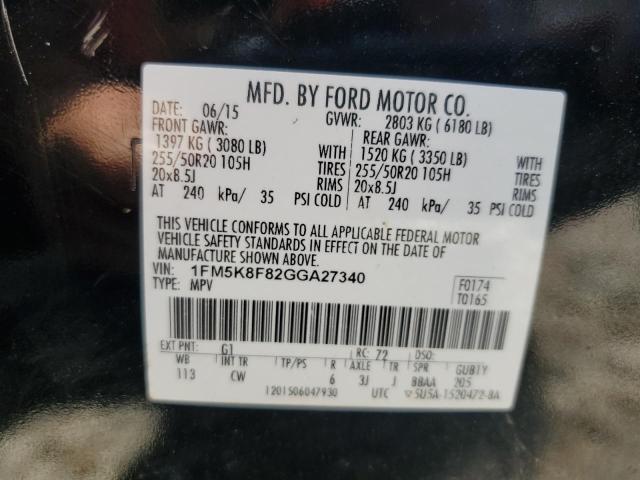 MFD. BY FORD MOTOR CO.
DATE: 06/15 GVWR: 2803 KG ( 6180 LB)
FRONT GAWR: REAR GAWR:
1397 KG ( 3080 LB) WITH 1520 KG ( 3350 LB) WITH
255/50R20 105H TIRES 255/50R20 105H TIRES
20x8.5J RIMS 20x8.5J RIMS
AT 240 kPa/ 35 PSI COLD AT 240 kPa/ 35 PSI COLD
THIS VEHICLE CONFORMS TO ALL APPLICABLE FEDERAL MOTOR
VEHICLE SAFETY STANDARDS IN EFFECT ON THE DATE OF
MANUFACTURE SHOWN ABOVE.
VIN: 1FM5K8F82GGA27340 F0174
TYPE: MPV T0165
EXT PNT: G1 RC: 72 DSO:
WB INT TR TP/PS R AXLE TR SPR GUBTY
113 CW 6 3J J BBAA 205
1201506047930 UTC ▽5U5A-1520472-BA